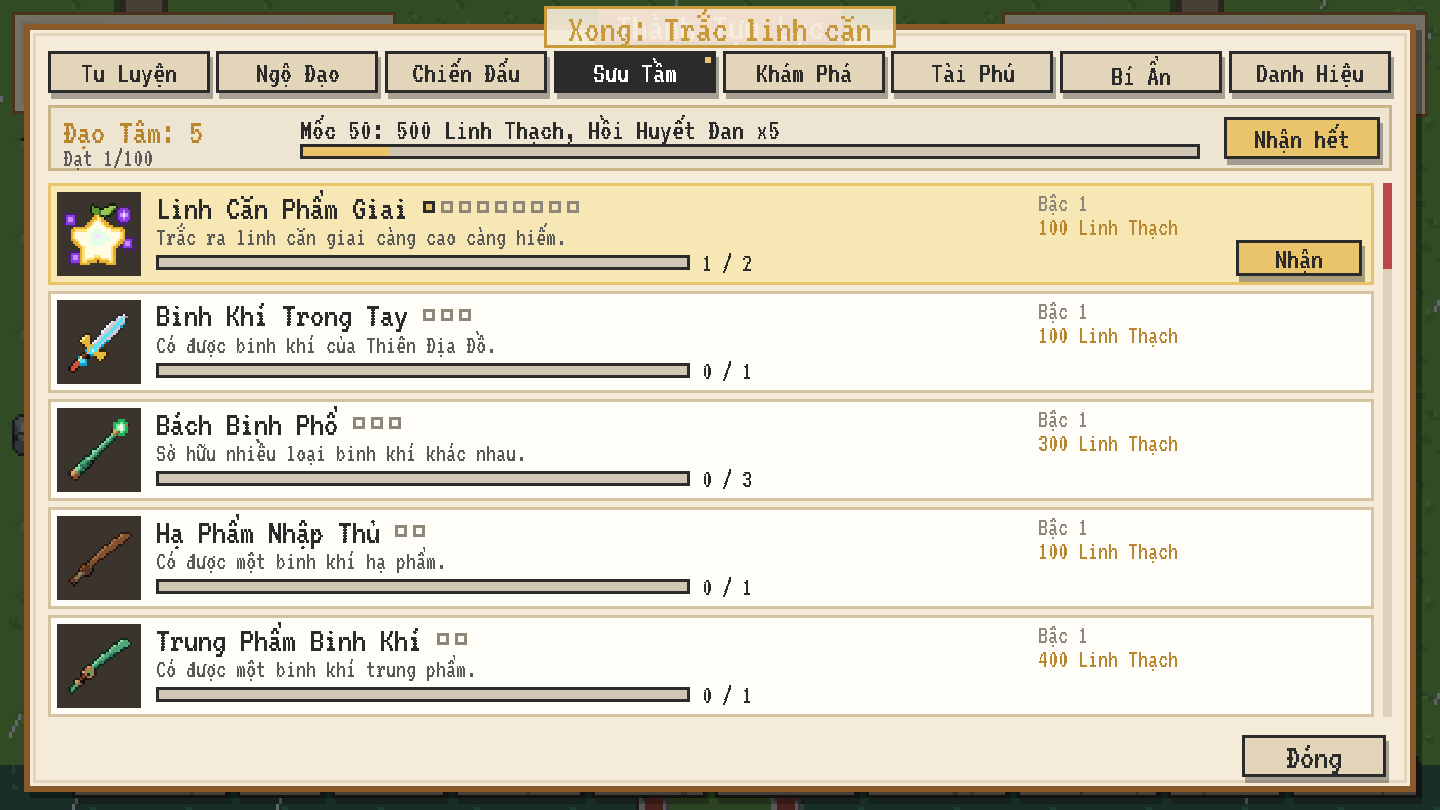 Xong: Trắc linh căn
Tu Luyện
Ngộ Đạo
Chiến Đấu
Sưu Tầm
Khám Phá
Tài Phú
Bí Ẩn
Danh Hiệu
Đạo Tâm: 5
Đạt 1/100
Mốc 50: 500 Linh Thạch, Hồi Huyết Đan x5
Nhận hết
Linh Căn Phẩm Giai
Trắc ra linh căn giai càng cao càng hiếm.
1 / 2
Bậc 1
100 Linh Thạch
Nhận
Binh Khí Trong Tay
Có được binh khí của Thiên Địa Đồ.
0 / 1
Bậc 1
100 Linh Thạch
Bách Binh Phổ
Sở hữu nhiều loại binh khí khác nhau.
0 / 3
Bậc 1
300 Linh Thạch
Hạ Phẩm Nhập Thủ
Có được một binh khí hạ phẩm.
0 / 1
Bậc 1
100 Linh Thạch
Trung Phẩm Binh Khí
Có được một binh khí trung phẩm.
0 / 1
Bậc 1
400 Linh Thạch
Đóng